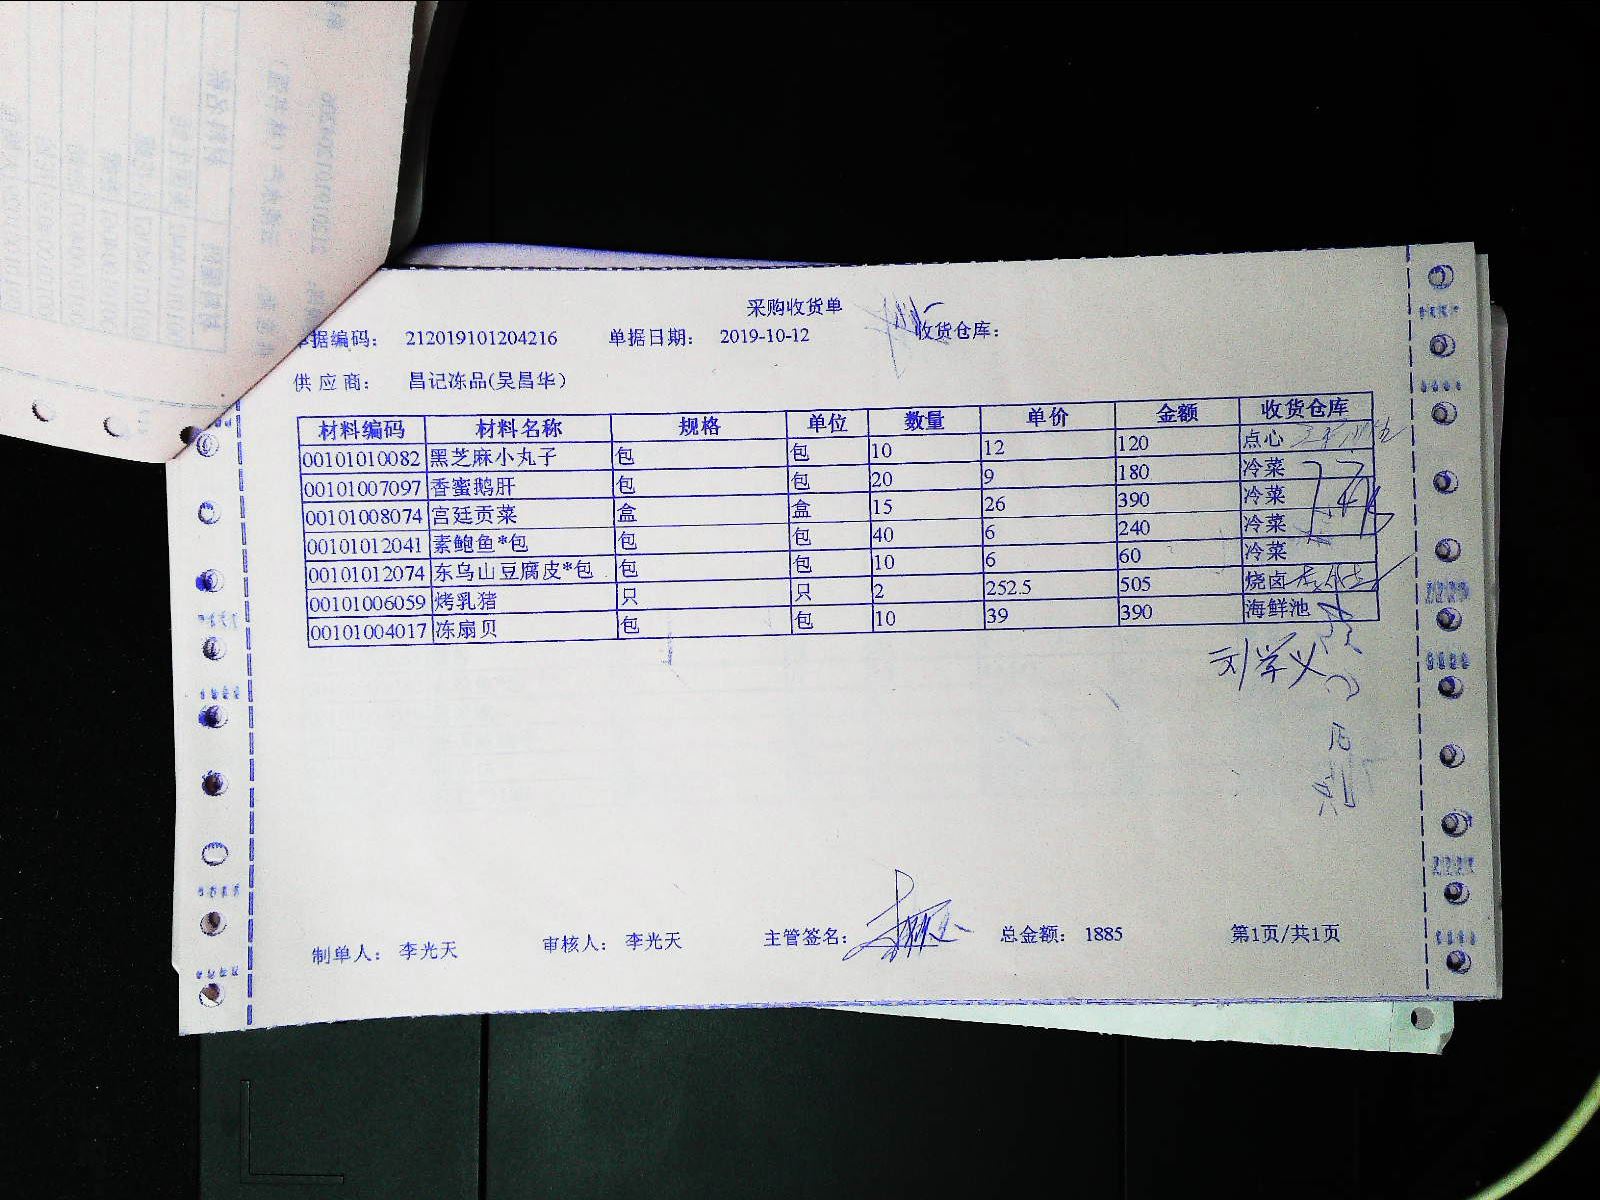 采购收货单
单据编码: 212019101204216 单据日期: 2019-10-12 收货仓库:
供应商: 昌记冻品(吴昌华)
材料编码 材料名称 规格 单位 数量 单价 金额 收货仓库
00101010082 黑芝麻小丸子 包 包 10 12 120 点心
00101007097 香蜜鹅肝 包 包 20 9 180 冷菜
00101008074 宫廷贡菜 盒 盒 15 26 390 冷菜
00101012041 素鲍鱼*包 包 包 40 6 240 冷菜
00101012074 东乌山豆腐皮*包 包 包 10 6 60 冷菜
00101006059 烤乳猪 只 只 2 252.5 505 烧卤
00101004017 冻扇贝 包 包 10 39 390 海鲜池
刘学义
制单人: 李光天 审核人: 李光天 主管签名: 总金额: 1885 第1页/共1页